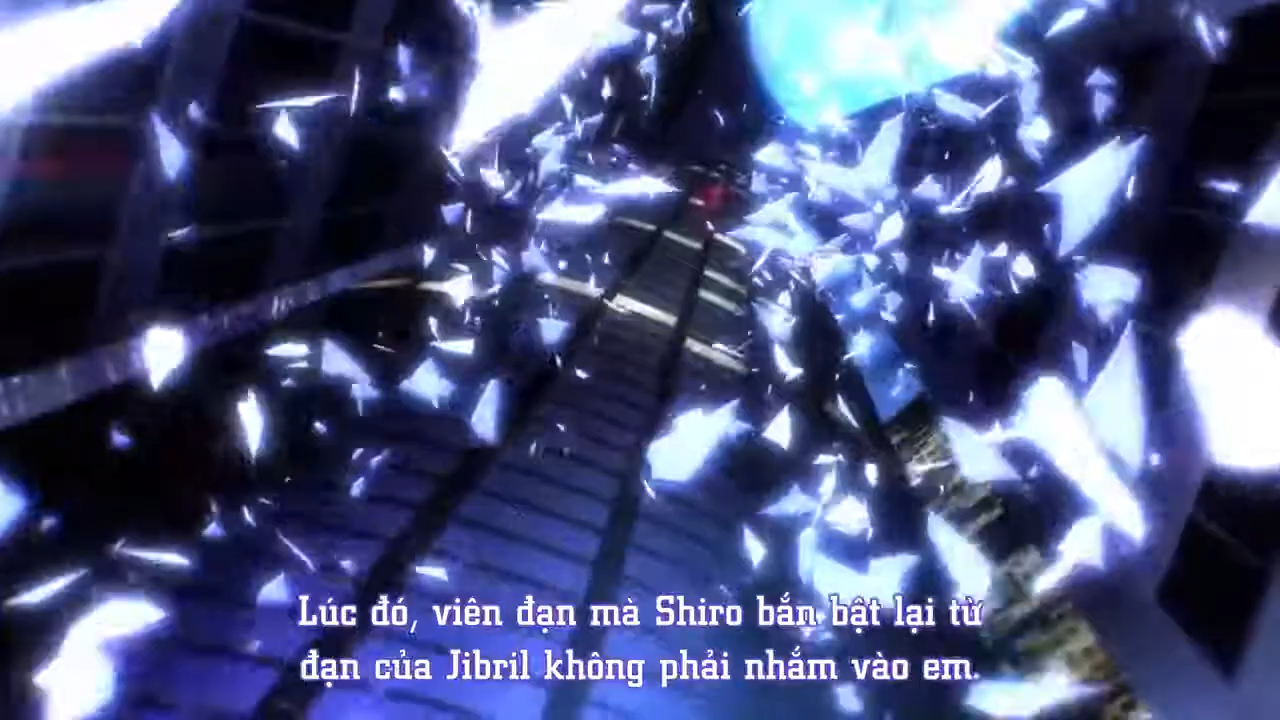 Lúc đó, viên đạn mà Shiro bắn bật lại từ
đạn của Jibril không phải nhắm vào em.